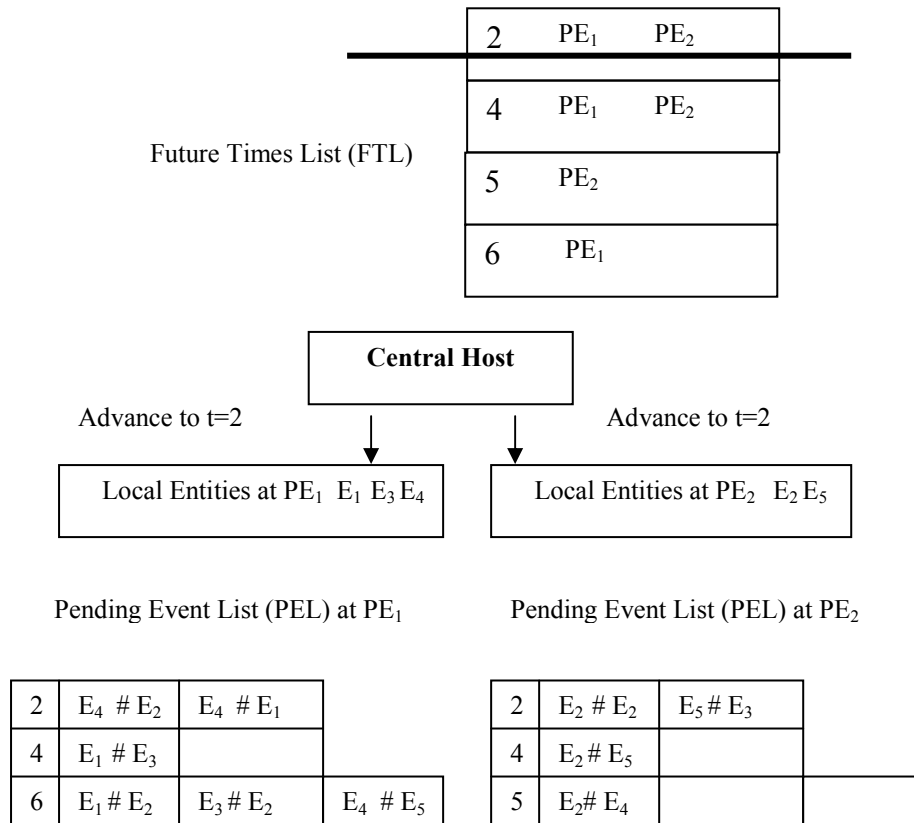 2 PE₁ PE₂
4 PE₁ PE₂
Future Times List (FTL)
5 PE₂
6 PE₁
Central Host
Advance to t=2 Advance to t=2
Local Entities at PE₁ E₁ E₃ E₄ Local Entities at PE₂ E₂ E₅
Pending Event List (PEL) at PE₁ Pending Event List (PEL) at PE₂
2 E₄ # E₂ E₄ # E₁ 2 E₂ # E₂ E₅ # E₃
4 E₁ # E₃ 4 E₂ # E₅
6 E₁ # E₂ E₃ # E₂ E₄ # E₅ 5 E₂# E₄